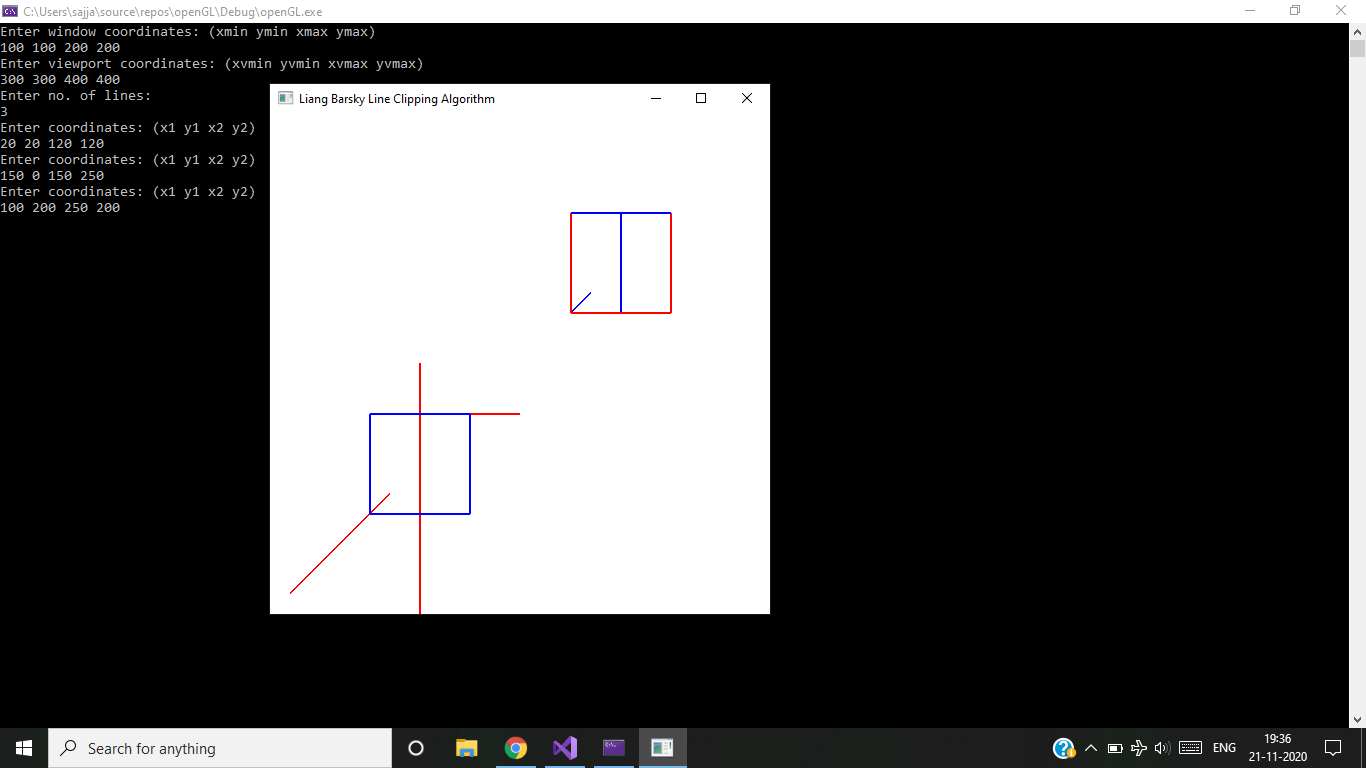 C:\Users\sajja\source\repos\openGL\Debug\openGL.exe
Enter window coordinates: (xmin ymin xmax ymax)
100 100 200 200
Enter viewport coordinates: (xvmin yvmin xvmax yvmax)
300 300 400 400
Enter no. of lines:
3
Enter coordinates: (x1 y1 x2 y2)
20 20 120 120
Enter coordinates: (x1 y1 x2 y2)
150 0 150 250
Enter coordinates: (x1 y1 x2 y2)
100 200 250 200
Liang Barsky Line Clipping Algorithm
Search for anything
ENG
19:36
21-11-2020